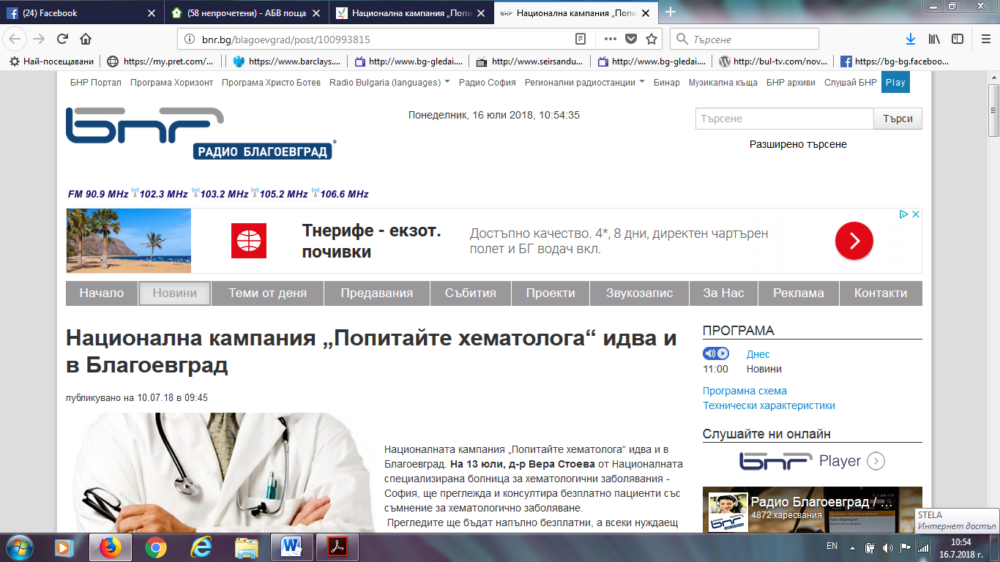 (24) Facebook
(58 непрочетени) - АБВ поща
Национална кампания „Попи
Национална кампания „Попит
bnr.bg/blagoevgrad/post/100993815
Търсене
Най-посещавани
https://my.pret.com/...
https://www.barclays....
http://www.bg-gledai....
http://www.seirsandu...
http://www.bg-gledai....
http://bul-tv.com/nov...
https://bg-bg.faceboo...
БНР Портал Програма Хоризонт Програма Христо Ботев Radio Bulgaria (languages) Радио София Регионални радиостанции Бинар Музикална къща БНР архиви Слушай БНР Play
бнр
РАДИО БЛАГОЕВГРАД
Понеделник, 16 юли 2018, 10:54:35
Търсене
Търси
Разширено търсене
FM 90.9 MHz 102.3 MHz 103.2 MHz 105.2 MHz 106.6 MHz
Тнерифе - екзот.
почивки
Достъпно качество. 4*, 8 дни, директен чартърен
полет и БГ водач вкл.
Начало Новини Теми от деня Предавания Събития Проекти Звукозапис За Нас Реклама Контакти
Национална кампания „Попитайте хематолога“ идва и
в Благоевград
публикувано на 10.07.18 в 09:45
Националната кампания „Попитайте хематолога“ идва и в
Благоевград. На 13 юли, д-р Вера Стоева от Националната
специализирана болница за хематологични заболявания -
София, ще преглежда и консултира безплатно пациенти със
съмнение за хематологично заболяване.
Прегледите ще бъдат напълно безплатни, а всеки нуждаещ
ПРОГРАМА
Днес
11:00 Новини
Програмна схема
Технически характеристики
Слушайте ни онлайн
бнр Player
бнр
Радио Благоевград / ...
4872 харесвания
STELA
Интернет достъп
EN
10:54
16.7.2018 г.